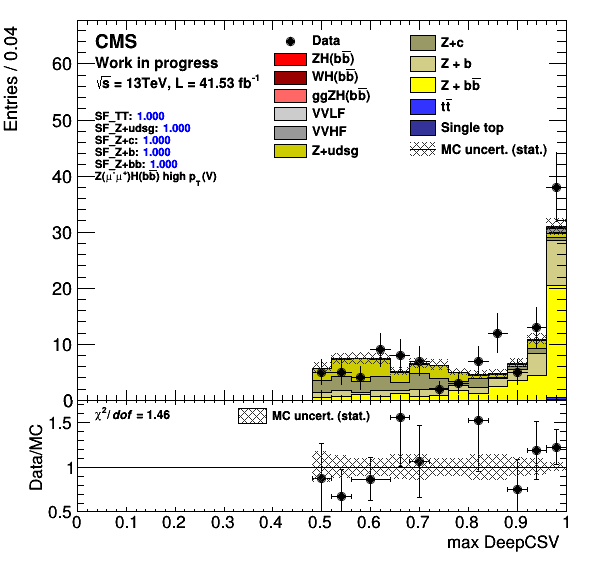 Entries / 0.04
60
50
40
30
20
10
0
CMS
Work in progress
√s = 13TeV, L = 41.53 fb⁻¹
SF_TT: 1.000
SF_Z+udsg: 1.000
SF_Z+c: 1.000
SF_Z+b: 1.000
SF_Z+bb: 1.000
Z(μ⁻μ⁺)H(bb̅) high p_T(V)
Data
ZH(bb̅)
WH(bb̅)
ggZH(bb̅)
VVLF
VVHF
Z+udsg
Z+c
Z + b
Z + bb̅
tt̅
Single top
MC uncert. (stat.)
Data/MC
1.5
1
0.5
χ²/dof = 1.46
MC uncert. (stat.)
0 0.1 0.2 0.3 0.4 0.5 0.6 0.7 0.8 0.9 1
max DeepCSV